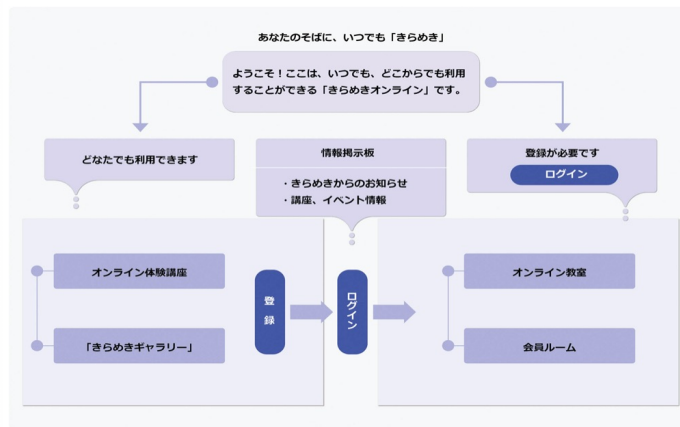 あなたのそばに、いつでも「きらめき」
ようこそ！ここは、いつでも、どこからでも利用
することができる「きらめきオンライン」です。
どなたでも利用できます
情報掲示板
・きらめきからのお知らせ
・講座、イベント情報
登録が必要です
ログイン
オンライン体験講座
「きらめきギャラリー」
登録
ログイン
オンライン教室
会員ルーム